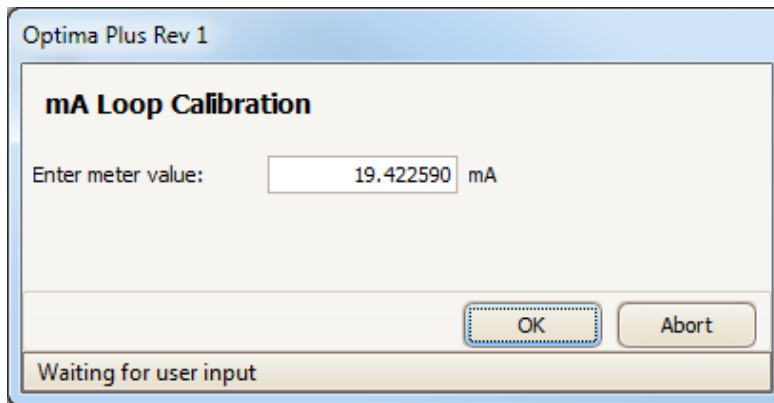 Optima Plus Rev 1
mA Loop Calibration
Enter meter value: 19.422590 mA
OK Abort
Waiting for user input